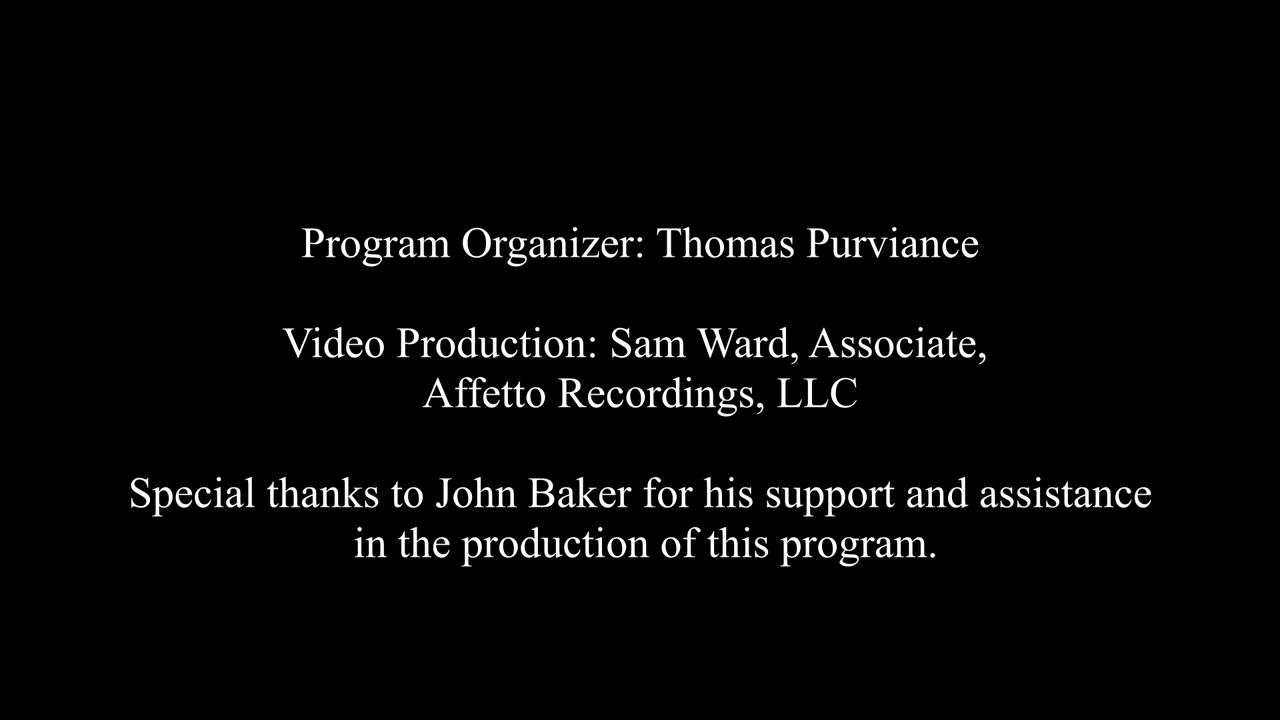 Program Organizer: Thomas Purviance
Video Production: Sam Ward, Associate,
Affetto Recordings, LLC
Special thanks to John Baker for his support and assistance
in the production of this program.